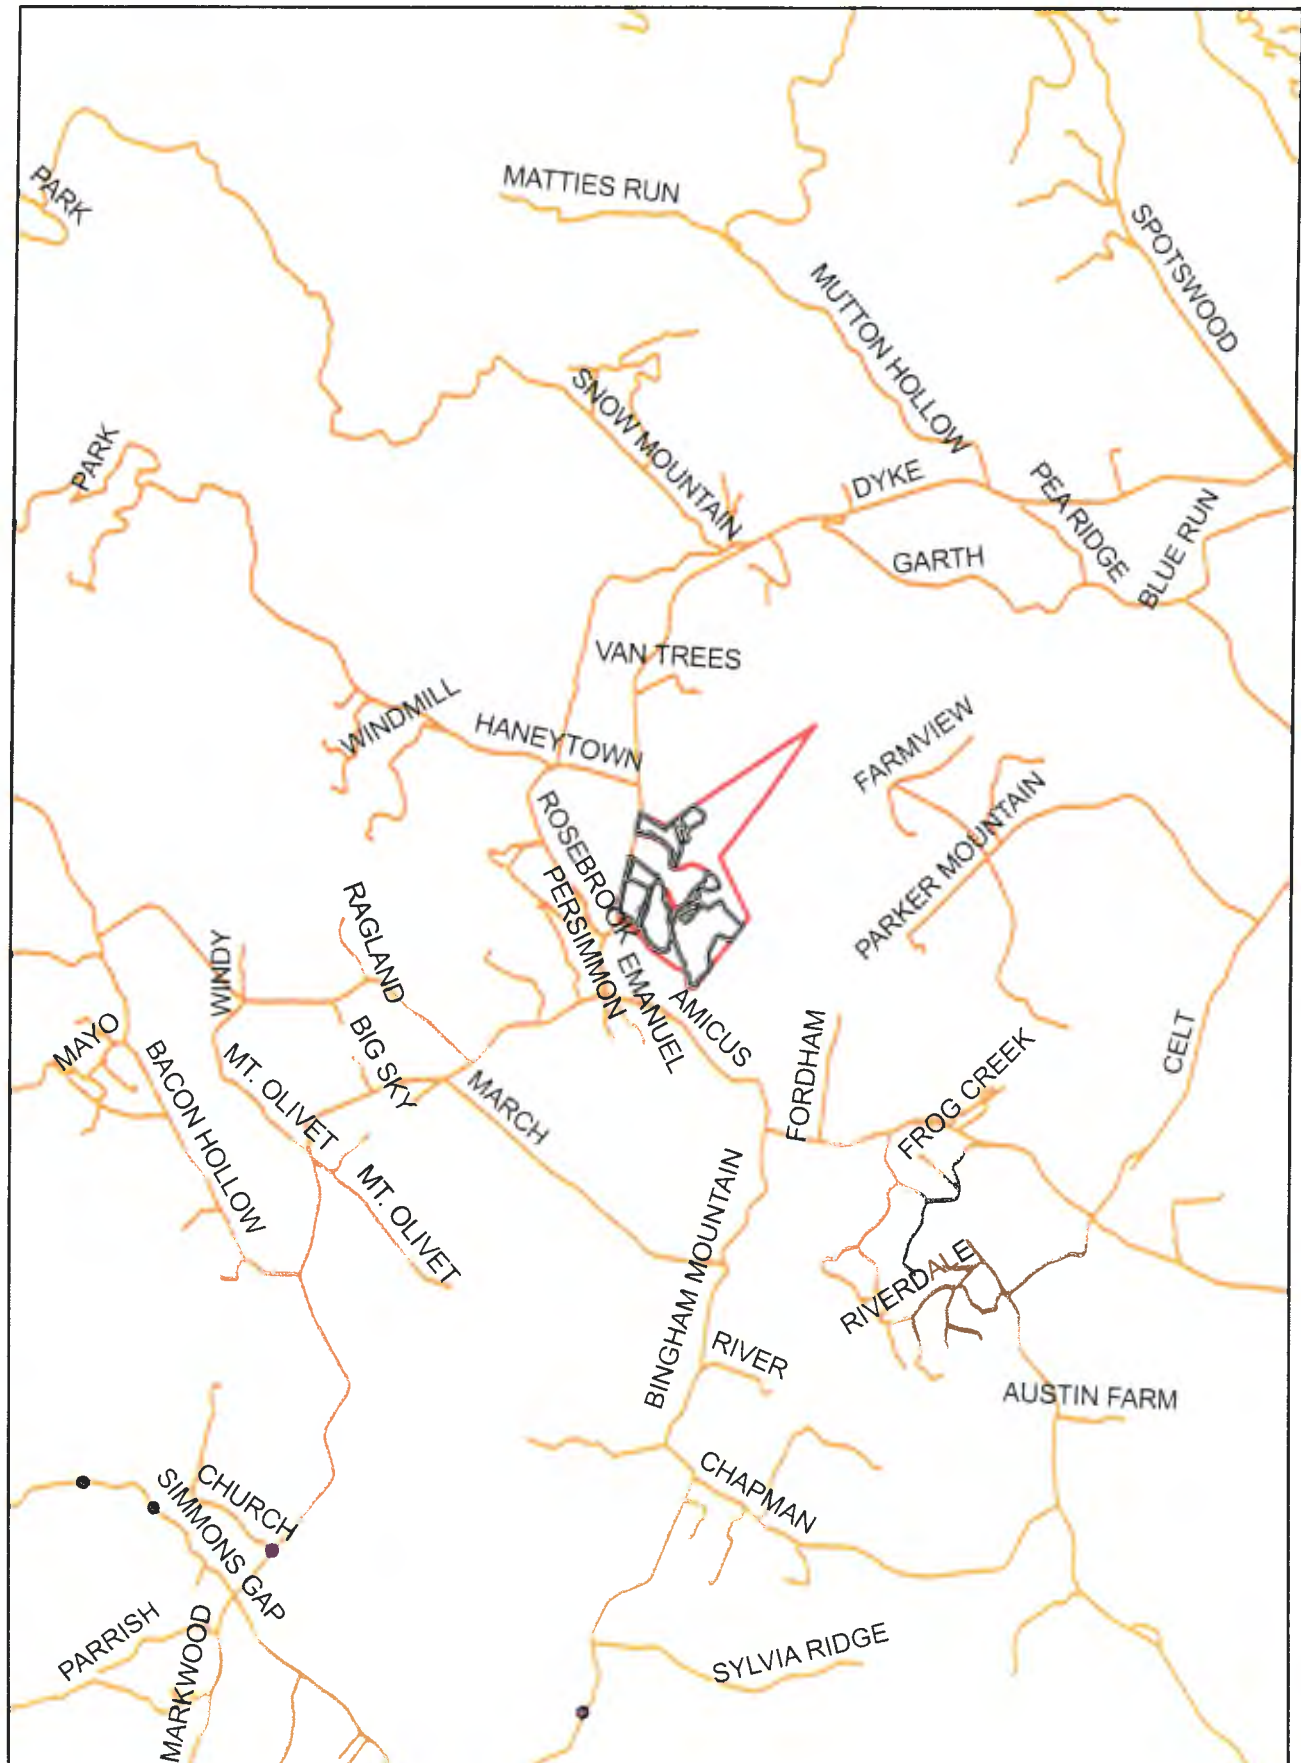 PARK
MATTIES RUN
SPOTSWOOD
MUTTON HOLLOW
SNOW MOUNTAIN
PARK
DYKE
PEA RIDGE
BLUE RUN
GARTH
VAN TREES
WINDMILL
HANEYTOWN
FARMVIEW
ROSEBROOK
PARKER MOUNTAIN
PERSIMMON
RAGLAND
WINDY
EMANUEL
AMICUS
MAYO
BIG SKY
FORDHAM
CELT
BACON HOLLOW
MT. OLIVET
MARCH
FROG CREEK
MT. OLIVET
BINGHAM MOUNTAIN
RIVERDALE
RIVER
AUSTIN FARM
CHURCH
SIMMONS GAP
CHAPMAN
PARRISH
MARKWOOD
SYLVIA RIDGE